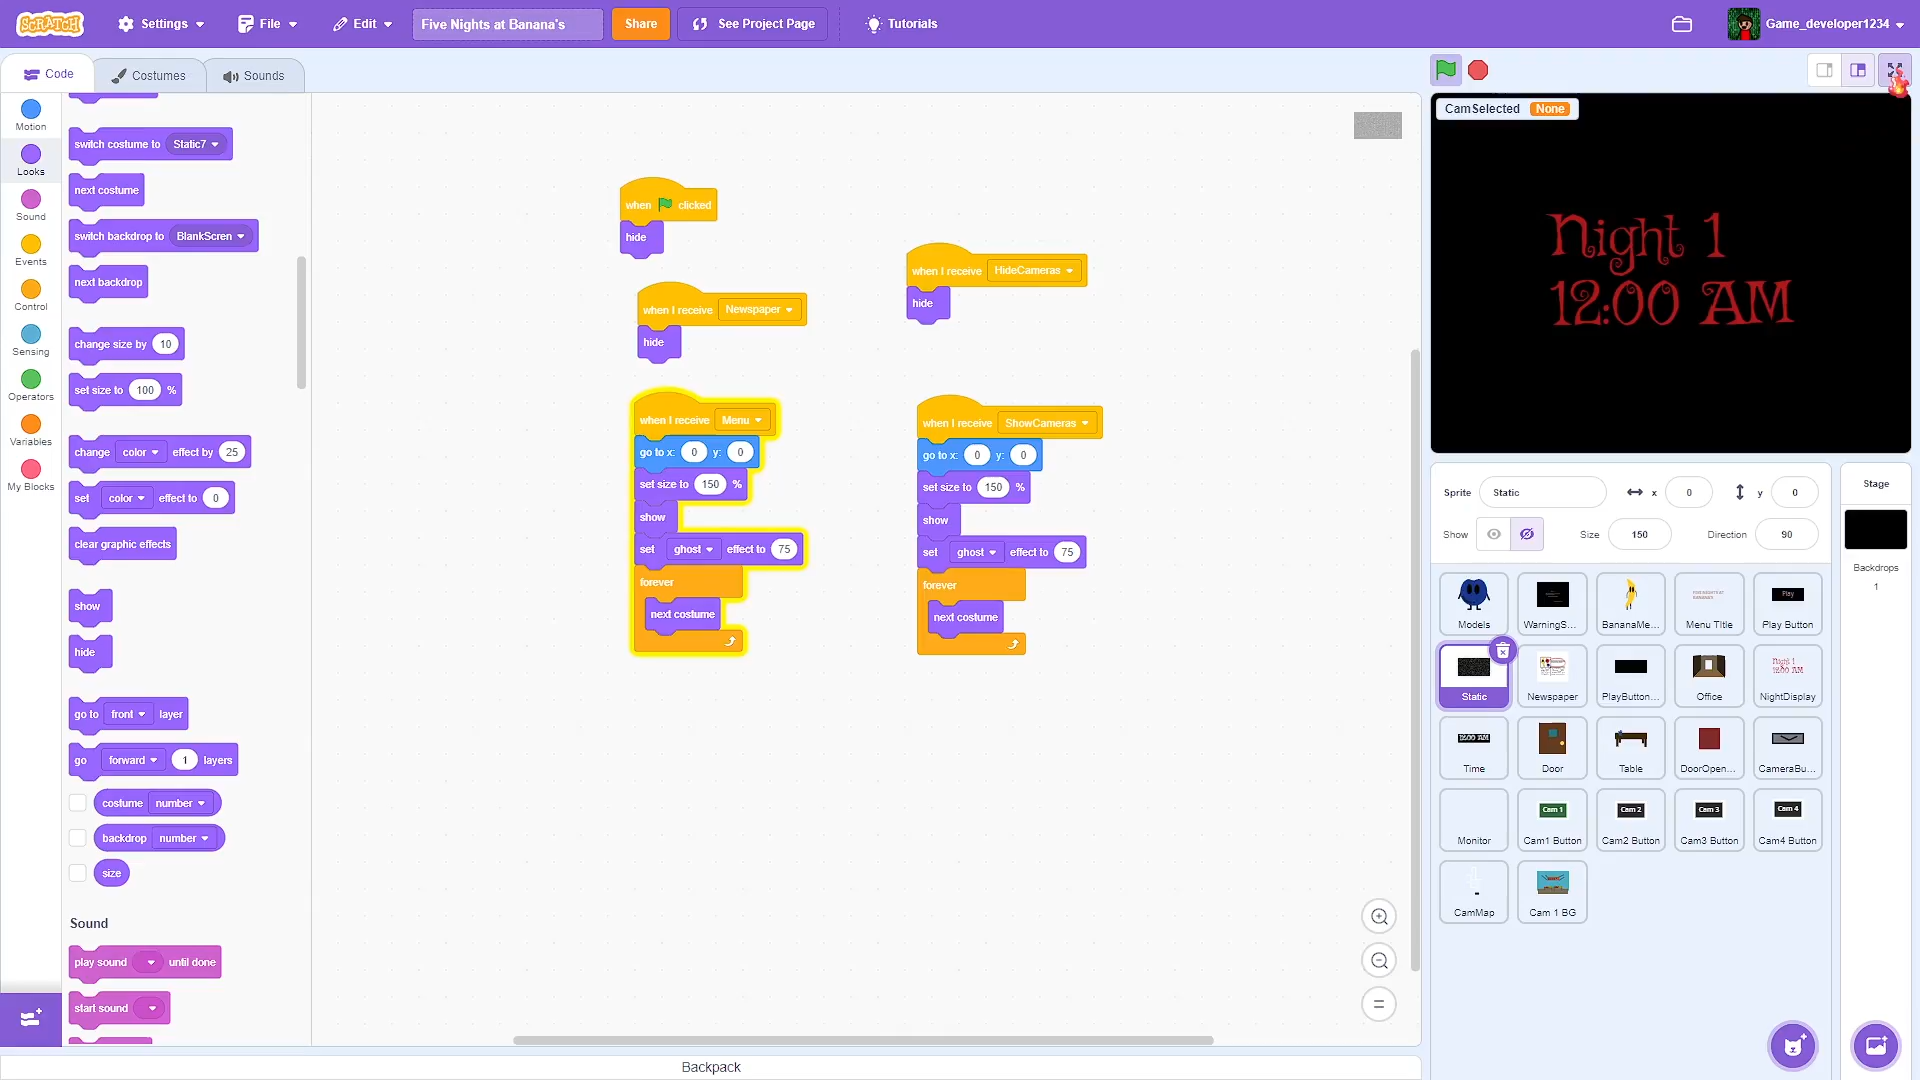 SCRATCH
Settings
File
Edit
Five Nights at Banana's
Share
See Project Page
Tutorials
Game_developer1234
Code
Costumes
Sounds
Motion
Looks
Sound
Events
Control
Sensing
Operators
Variables
My Blocks
switch costume to Static7
next costume
switch backdrop to BlankScren
next backdrop
change size by 10
set size to 100 %
change color effect by 25
set color effect to 0
clear graphic effects
show
hide
go to front layer
go forward 1 layers
costume number
backdrop number
size
Sound
play sound until done
start sound
when clicked
hide
when I receive Newspaper
hide
when I receive Menu
go to x: 0 y: 0
set size to 150 %
show
set ghost effect to 75
forever
next costume
when I receive HideCameras
hide
when I receive ShowCameras
go to x: 0 y: 0
set size to 150 %
show
set ghost effect to 75
forever
next costume
Backpack
CamSelected None
Night 1
12:00 AM
Sprite Static x 0 y 0
Show Size 150 Direction 90
Stage
Backdrops
1
Models
WarningS...
BananaMe...
Menu Title
Play
Play Button
Static
Newspaper
PlayButton...
Office
Night 1
12:00 AM
NightDisplay
12:00 AM
Time
Door
Table
DoorOpen...
CameraBu...
Monitor
Cam 1
Cam1 Button
Cam 2
Cam2 Button
Cam 3
Cam3 Button
Cam 4
Cam4 Button
CamMap
Cam 1 BG